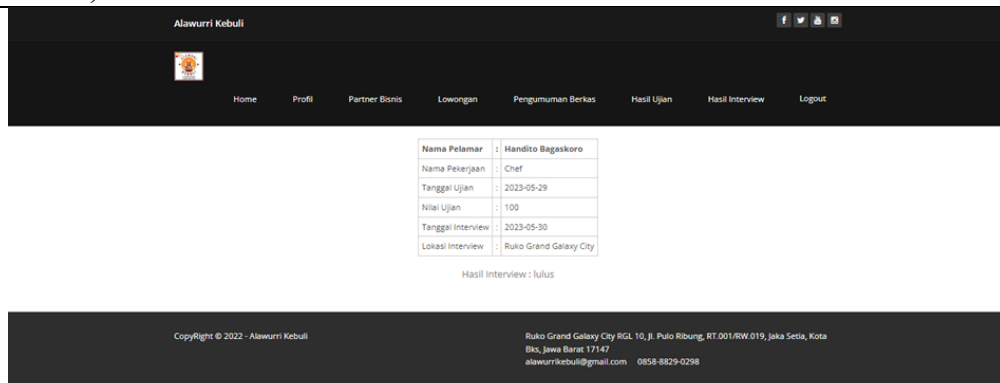 Alawurri Kebuli
Home Profil Partner Bisnis Lowongan Pengumuman Berkas Hasil Ujian Hasil Interview Logout
Nama Pelamar : Handito Bagaskoro
Nama Pekerjaan : Chef
Tanggal Ujian : 2023-05-29
Nilai Ujian : 100
Tanggal Interview : 2023-05-30
Lokasi Interview : Ruko Grand Galaxy City
Hasil Interview : lulus
CopyRight © 2022 - Alawurri Kebuli
Ruko Grand Galaxy City RGL 10, Jl. Pulo Ribung, RT.001/RW.019, Jaka Setia, Kota
Bks, Jawa Barat 17147
alawurrikebuli@gmail.com 0858-8829-0298